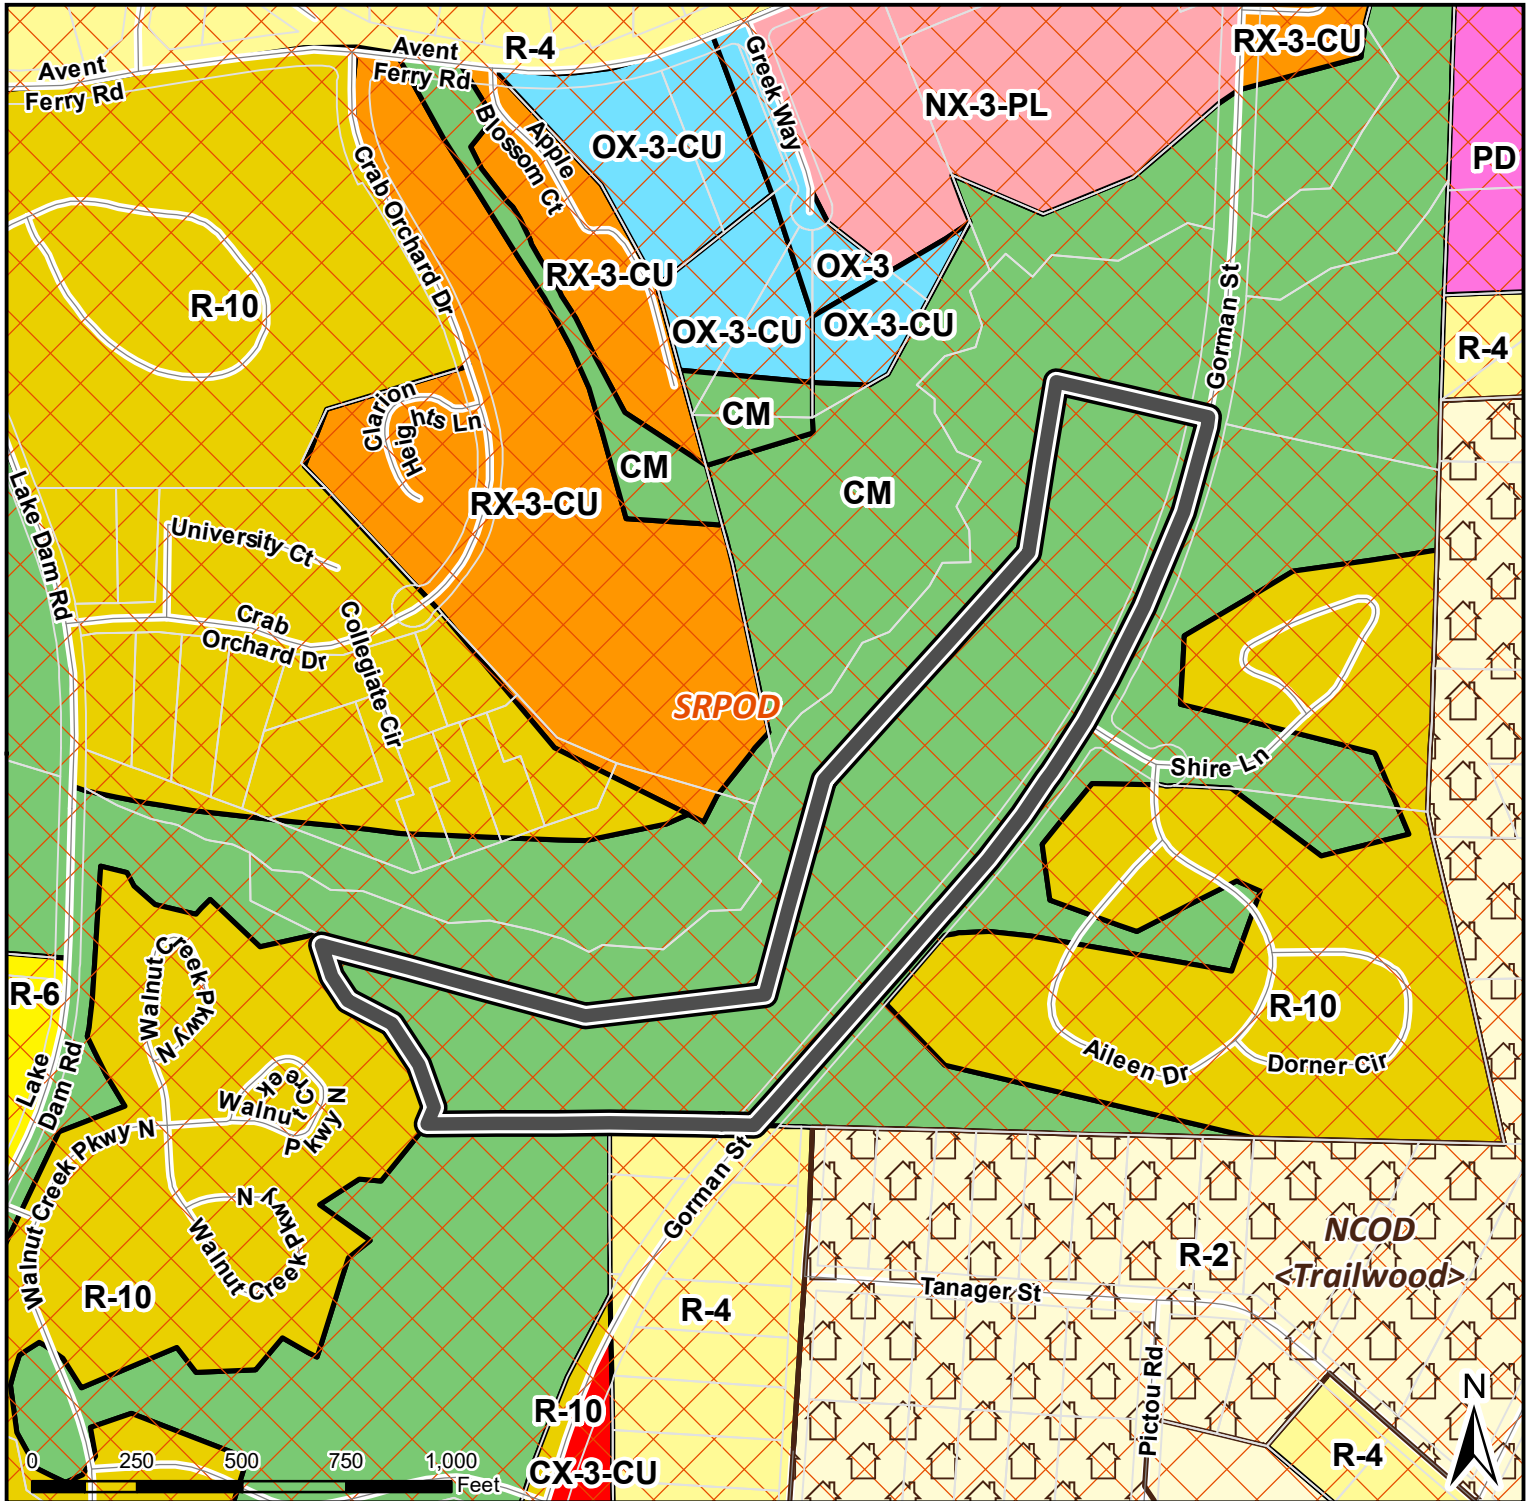 Avent
Ferry Rd
R-4
Avent
Ferry Rd
Greek Way
RX-3-CU
NX-3-PL
PD
Apple
Blossom Ct
OX-3-CU
Crab Orchard Dr
R-10
RX-3-CU
OX-3
OX-3-CU
OX-3-CU
Gorman St
R-4
Clarion
Heights Ln
CM
CM
CM
RX-3-CU
Lake Dam Rd
University Ct
Crab
Orchard Dr
Collegiate Cir
SRPOD
Shire Ln
Walnut Creek Pkwy N
R-6
Lake
Dam Rd
Walnut Creek
Pkwy N
R-10
Aileen Dr
Dorner Cir
Walnut Creek Pkwy N
Walnut Creek Pkwy N
Gorman St
R-10
R-4
R-2
NCOD
<Trailwood>
Tanager St
Pictou Rd
R-10
CX-3-CU
R-4
N
0 250 500 750 1,000
Feet